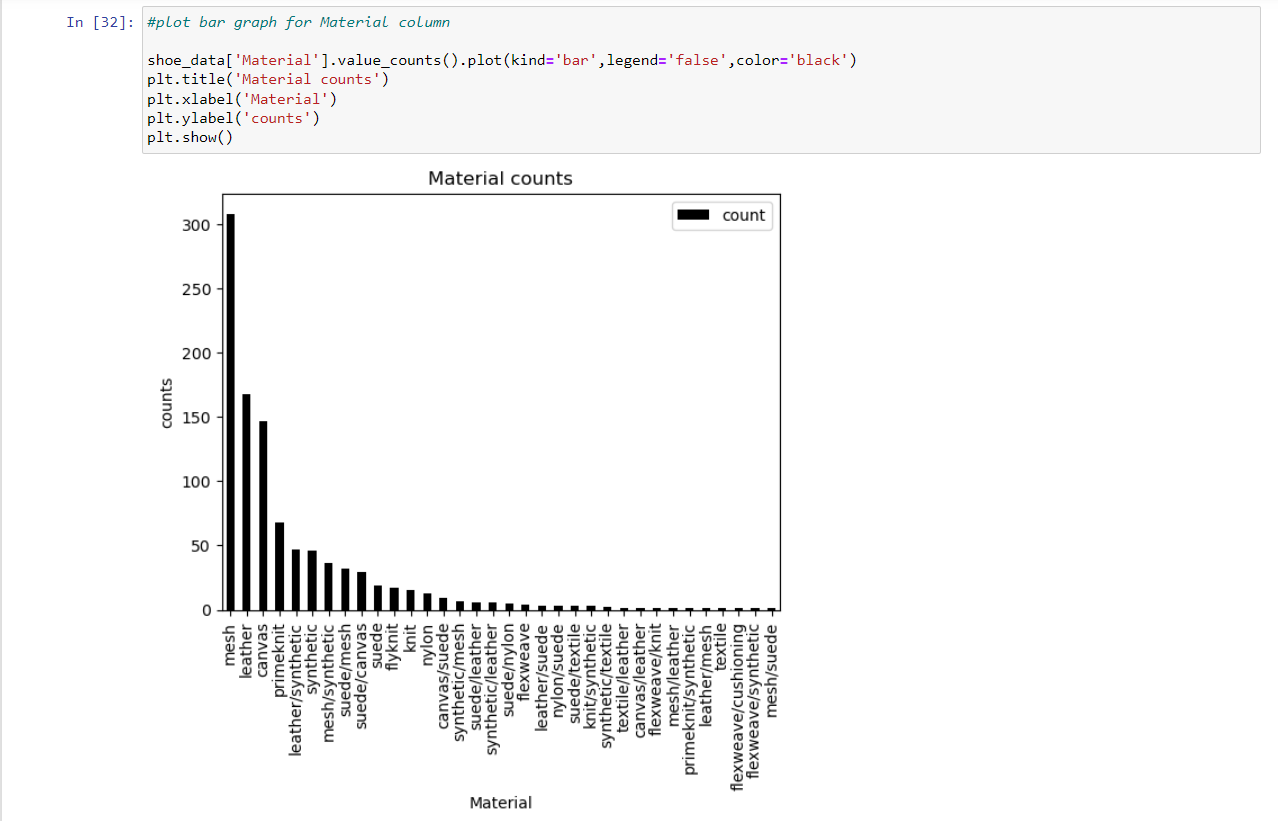 In [32]: #plot bar graph for Material column
shoe_data['Material'].value_counts().plot(kind='bar',legend='false',color='black')
plt.title('Material counts')
plt.xlabel('Material')
plt.ylabel('counts')
plt.show()
Material counts
count
300
250
200
150
100
50
0
counts
mesh
leather
canvas
primeknit
leather/synthetic
synthetic
mesh/synthetic
suede/mesh
suede/canvas
suede
flyknit
knit
nylon
canvas/suede
synthetic/mesh
suede/leather
synthetic/leather
suede/nylon
flexweave
leather/suede
nylon/suede
suede/textile
knit/synthetic
synthetic/textile
textile/leather
canvas/leather
flexweave/knit
mesh/leather
primeknit/synthetic
leather/mesh
textile
flexweave/cushioning
flexweave/synthetic
mesh/suede
Material